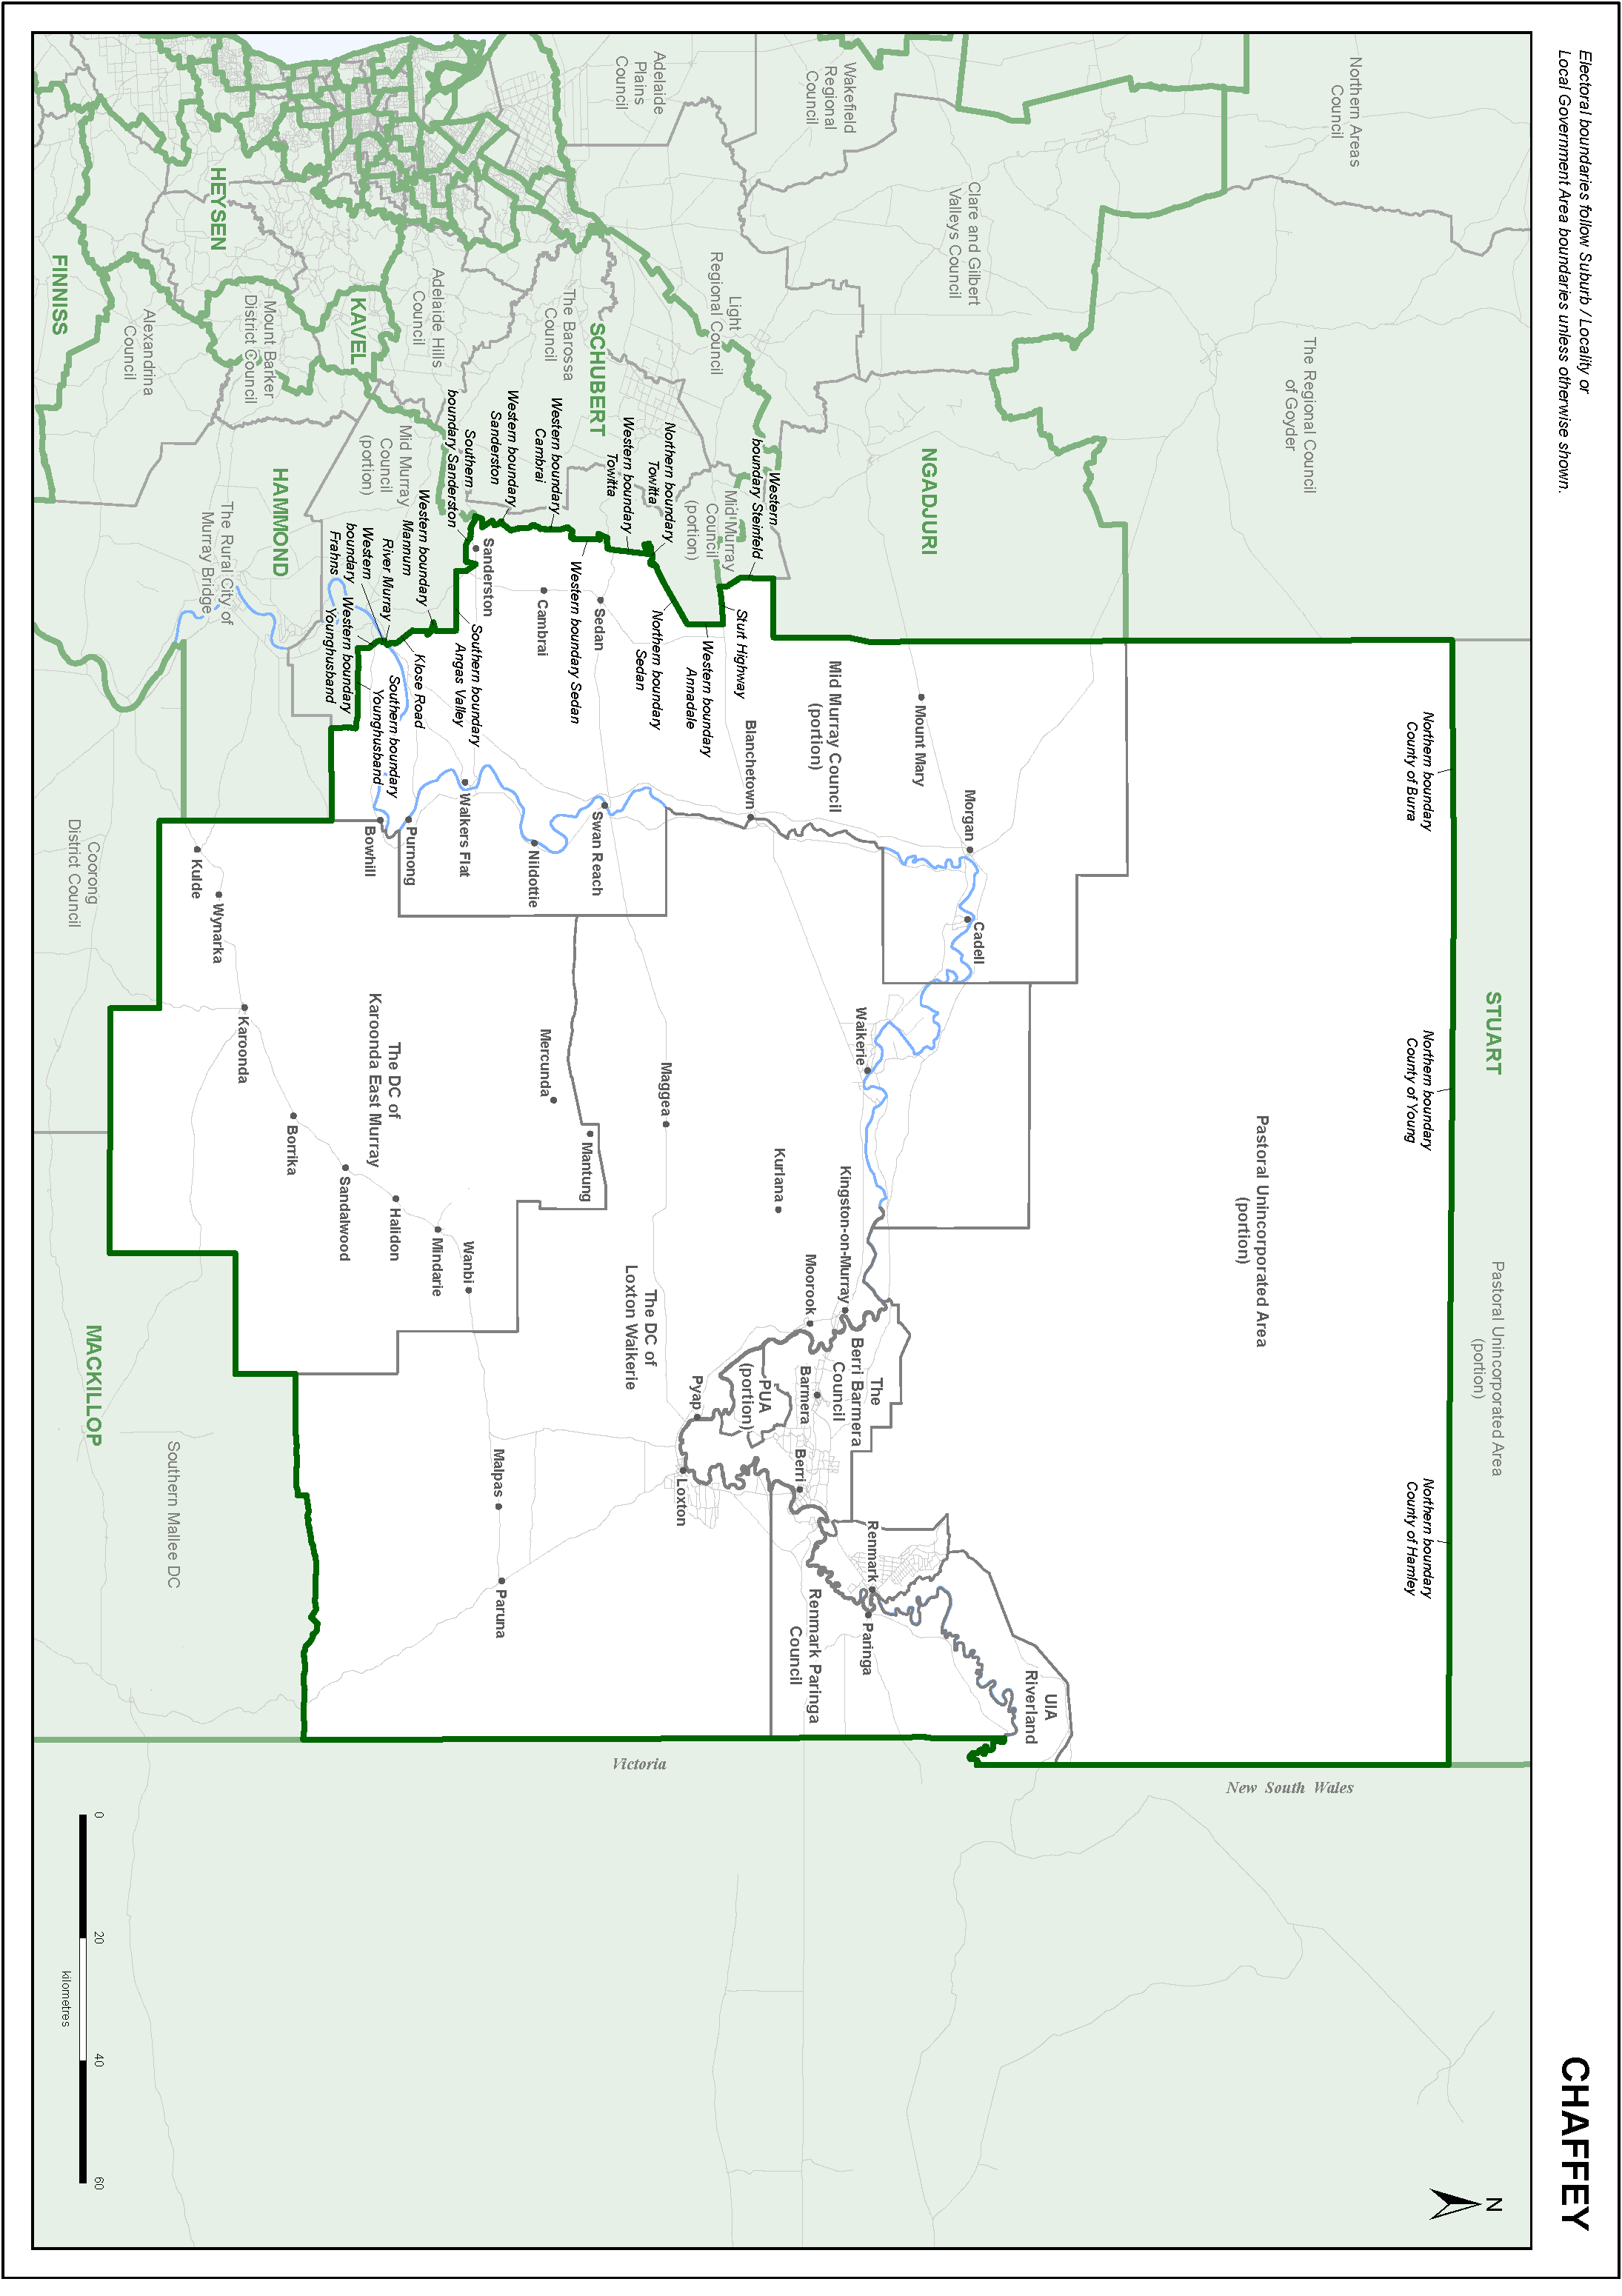 CHAFFEY
Electoral boundaries follow Suburb / Locality or
Local Government Area boundaries unless otherwise shown.
N
Northern Areas
Council
The Regional Council
of Goyder
STUART
Pastoral Unincorporated Area
(portion)
Northern boundary
County of Burra
Northern boundary
County of Young
Northern boundary
County of Hamley
Pastoral Unincorporated Area
(portion)
New South Wales
Wakefield
Regional
Council
Clare and Gilbert
Valleys Council
NGADJURI
Mount Mary
Morgan
Cadell
UIA
Riverland
Adelaide
Plains
Council
Light
Regional Council
Western
boundary Steinfeld
Mid Murray
Council
(portion)
Sturt Highway
Western boundary
Annadale
Mid Murray Council
(portion)
Blanchetown
Waikerie
Kingston-on-Murray
Kurlana
Moorook
The
Berri Barmera
Council
Barmera
Berri
PUA
(portion)
Renmark
Paringa
Renmark Paringa
Council
SCHUBERT
The Barossa
Council
Northern boundary
Towitta
Western boundary
Towitta
Western boundary
Cambrai
Western boundary
Sanderston
Southern
boundary Sanderston
Northern boundary
Sedan
Western boundary Sedan
Sedan
Cambrai
Sanderston
Swan Reach
Nildottie
Walkers Flat
Purnong
Bowhill
Maggea
Mercunda
Mantung
The DC of
Loxton Waikerie
Pyap
Loxton
Malpas
Paruna
Victoria
Adelaide Hills
Council
KAVEL
Mid Murray
Council
(portion)
Southern boundary
Angas Valley
Western boundary
Mannum
River Murray
Western
boundary
Frahns
Klose Road
Southern boundary
Younghusband
Western boundary
Younghusband
The DC of
Karoonda East Murray
Wanbi
Mindarie
Halidon
Sandalwood
Borrika
Karoonda
Wynarka
Kulde
HEYSEN
Mount Barker
District Council
HAMMOND
The Rural City of
Murray Bridge
Alexandrina
Council
FINNISS
Coorong
District Council
MACKILLOP
Southern Mallee DC
0
20
40
60
kilometres